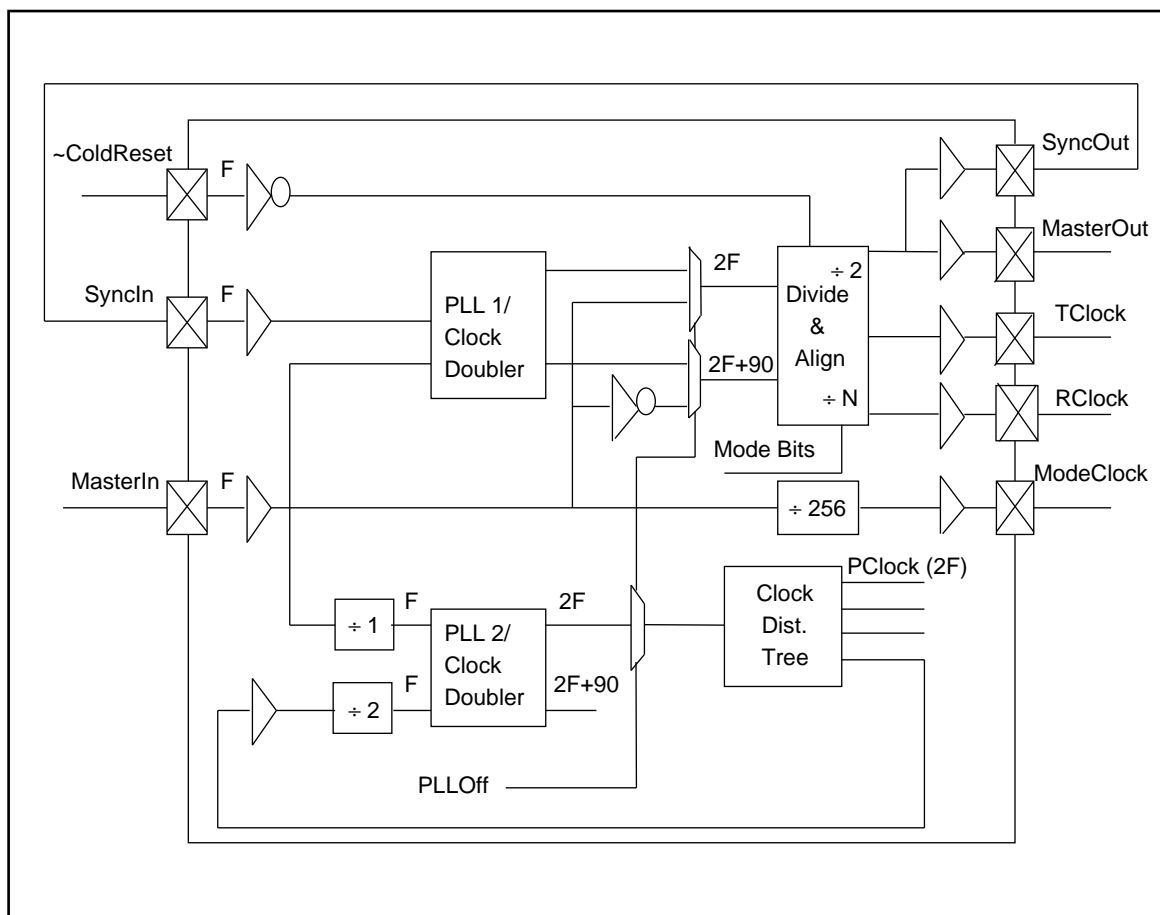 ~ColdReset
F
SyncOut
MasterOut
SyncIn
F
PLL 1/
Clock
Doubler
2F
2F+90
÷ 2
Divide
&
Align
÷ N
TClock
RClock
Mode Bits
MasterIn
F
÷ 256
ModeClock
÷ 1
F
PLL 2/
Clock
Doubler
2F
2F+90
Clock
Dist.
Tree
PClock (2F)
÷ 2
F
PLLOff